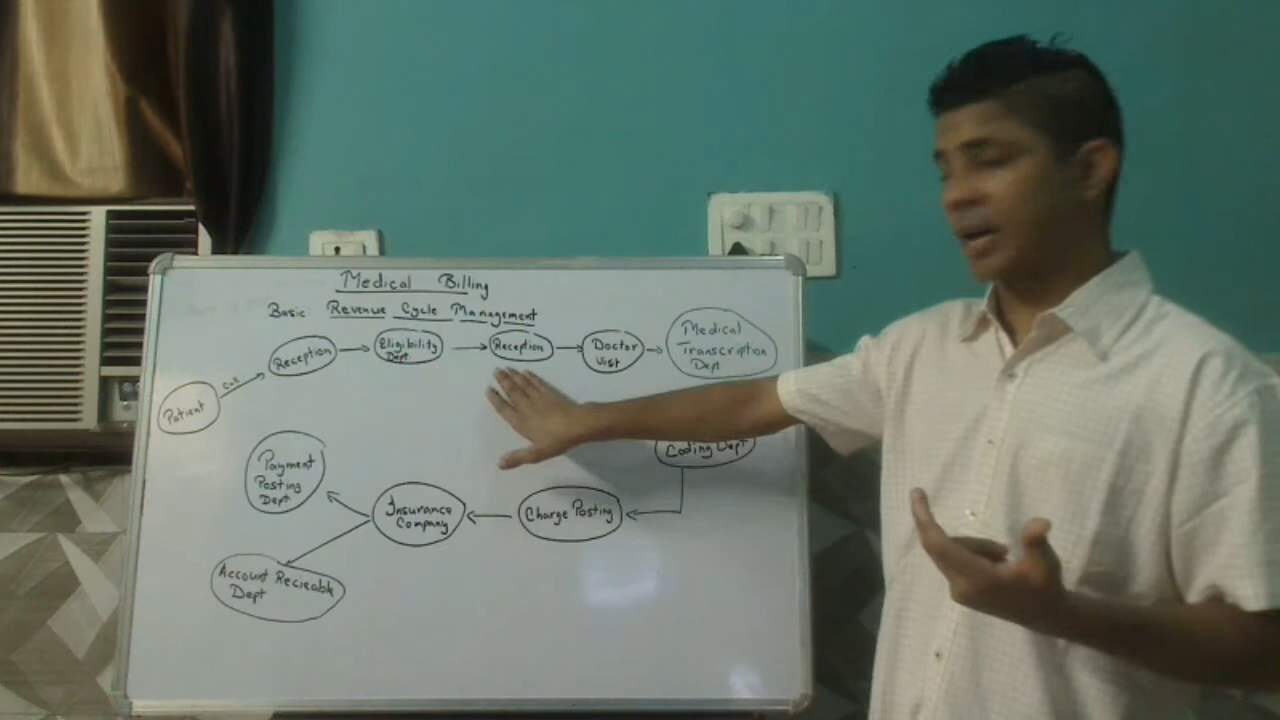 Medical Billing
Basic: Revenue Cycle Management
Patient
Call
Reception
Eligibility
Dept.
Reception
Doctor
Visit
Medical
Transcription
Dept
Coding Dept
Charge Posting
Insurance
Company
Payment
Posting
Dept
Account Recieable
Dept